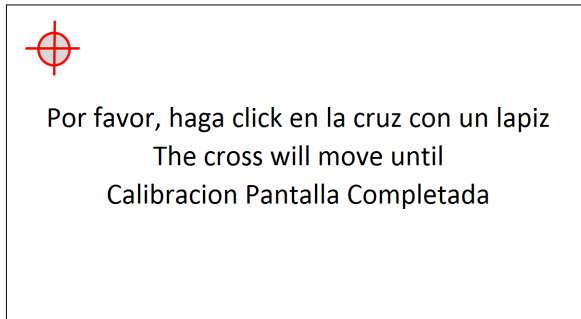 Por favor, haga click en la cruz con un lapiz
The cross will move until
Calibracion Pantalla Completada